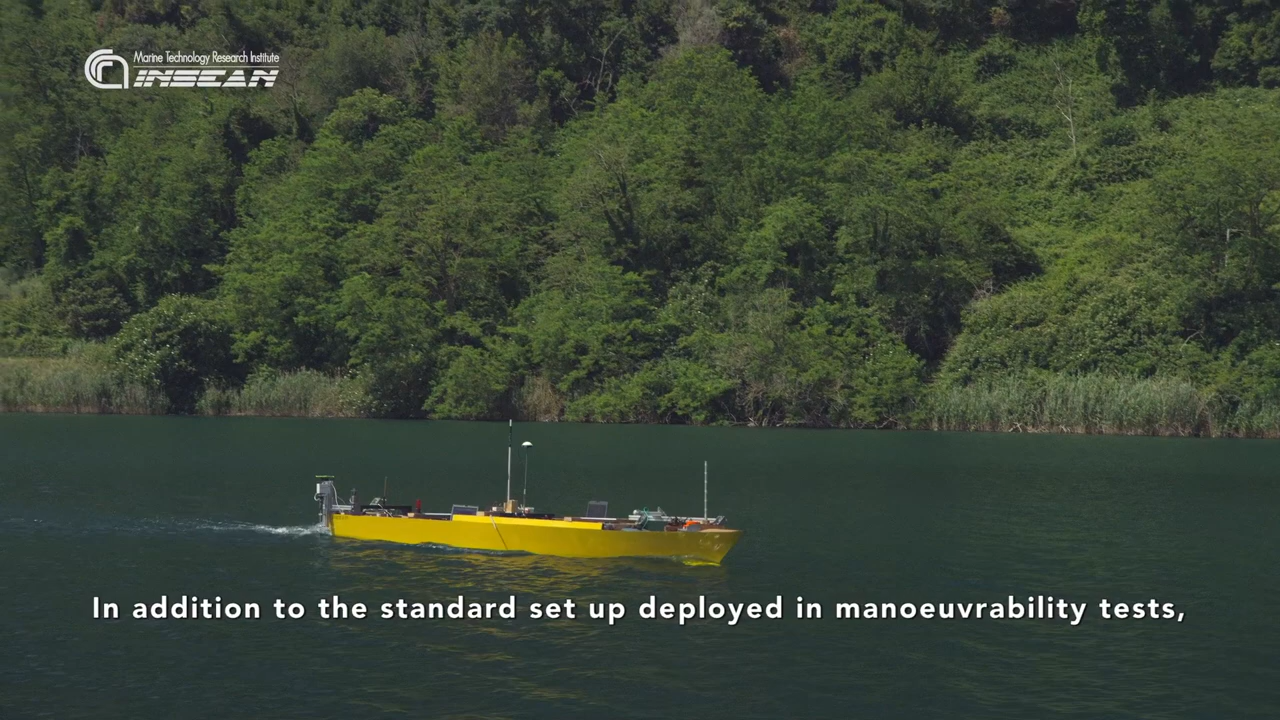 Marine Technology Research Institute
INSEAN
In addition to the standard set up deployed in manoeuvrability tests,